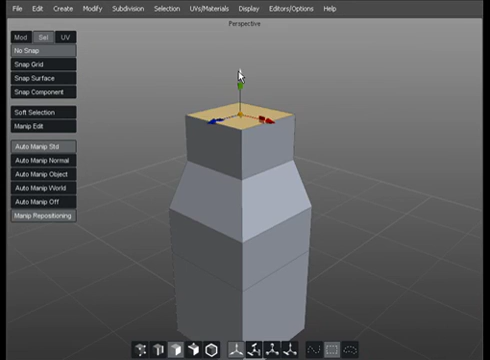 File Edit Create Modify Subdivision Selection UVs/Materials Display Editors/Options Help
Perspective
Mod Sel UV
No Snap
Snap Grid
Snap Surface
Snap Component
Soft Selection
Manip Edit
Auto Manip Std
Auto Manip Normal
Auto Manip Object
Auto Manip World
Auto Manip Off
Manip Repositioning